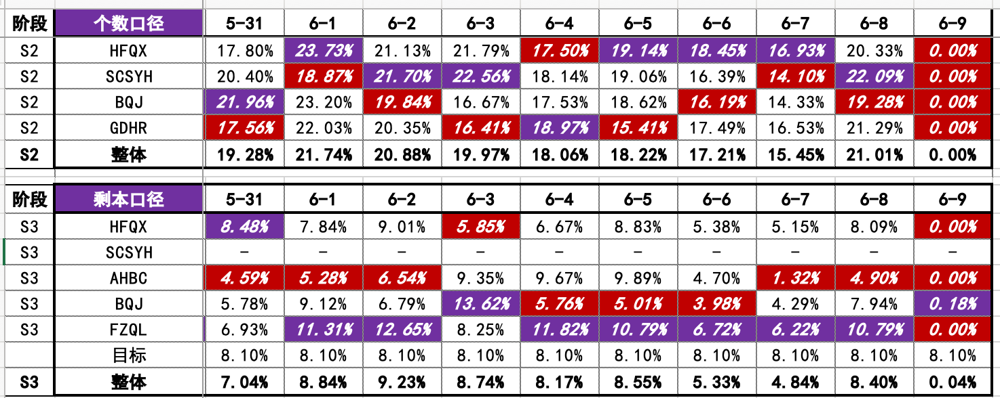 阶段 个数口径 5-31 6-1 6-2 6-3 6-4 6-5 6-6 6-7 6-8 6-9
S2 HFQX 17.80% 23.73% 21.13% 21.79% 17.50% 19.14% 18.45% 16.93% 20.33% 0.00%
S2 SCSYH 20.40% 18.87% 21.70% 22.56% 18.14% 19.06% 16.39% 14.10% 22.09% 0.00%
S2 BQJ 21.96% 23.20% 19.84% 16.67% 17.53% 18.62% 16.19% 14.33% 19.28% 0.00%
S2 GDHR 17.56% 22.03% 20.35% 16.41% 18.97% 15.41% 17.49% 16.53% 21.29% 0.00%
S2 整体 19.28% 21.74% 20.88% 19.97% 18.06% 18.22% 17.21% 15.45% 21.01% 0.00%
阶段 剩本口径 5-31 6-1 6-2 6-3 6-4 6-5 6-6 6-7 6-8 6-9
S3 HFQX 8.48% 7.84% 9.01% 5.85% 6.67% 8.83% 5.38% 5.15% 8.09% 0.00%
S3 SCSYH - - - - - - - - - -
S3 AHBC 4.59% 5.28% 6.54% 9.35% 9.67% 9.89% 4.70% 1.32% 4.90% 0.00%
S3 BQJ 5.78% 9.12% 6.79% 13.62% 5.76% 5.01% 3.98% 4.29% 7.94% 0.18%
S3 FZQL 6.93% 11.31% 12.65% 8.25% 11.82% 10.79% 6.72% 6.22% 10.79% 0.00%
目标 8.10% 8.10% 8.10% 8.10% 8.10% 8.10% 8.10% 8.10% 8.10% 8.10%
S3 整体 7.04% 8.84% 9.23% 8.74% 8.17% 8.55% 5.33% 4.84% 8.40% 0.04%